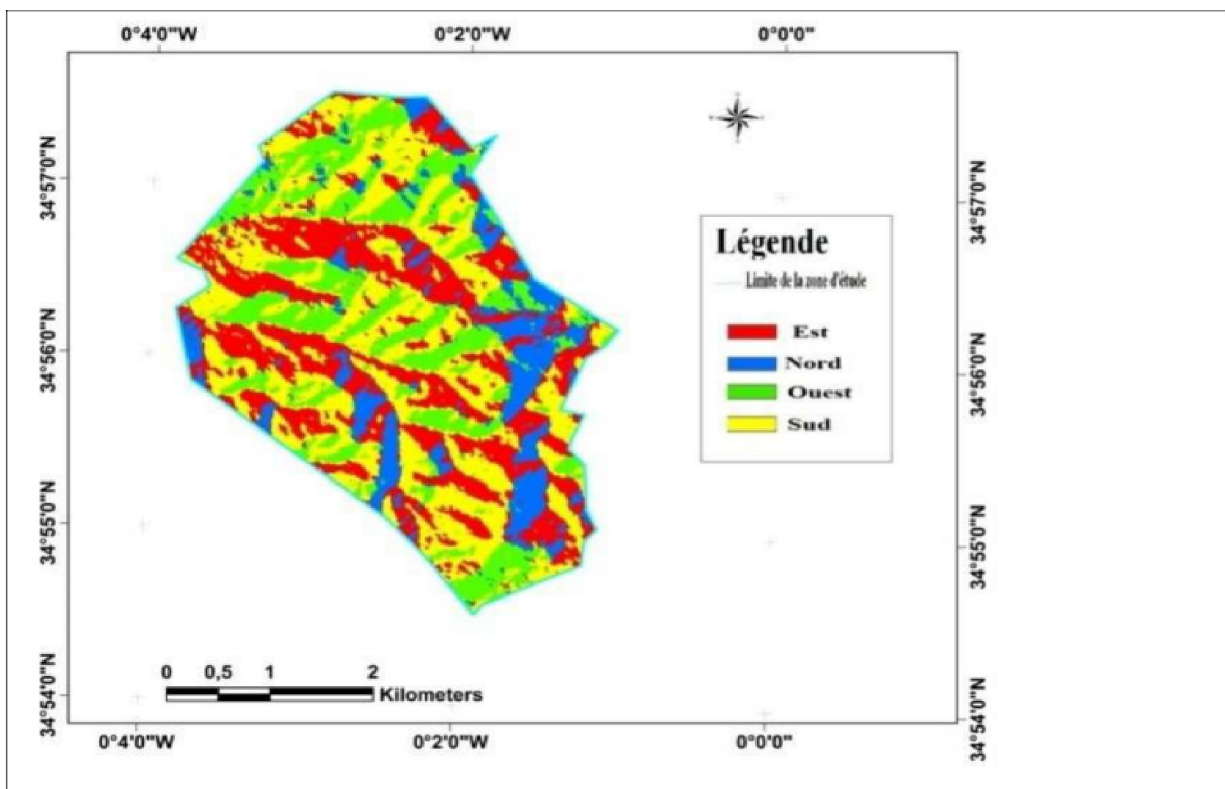 0°4'0"W 0°2'0"W 0°0'0"
34°57'0"N
34°56'0"N
34°55'0"N
34°54'0"N
34°57'0"N
34°56'0"N
34°55'0"N
34°54'0"N
Légende
Limite de la zone d'étude
Est
Nord
Ouest
Sud
0 0,5 1 2
Kilometers
0°4'0"W 0°2'0"W 0°0'0"